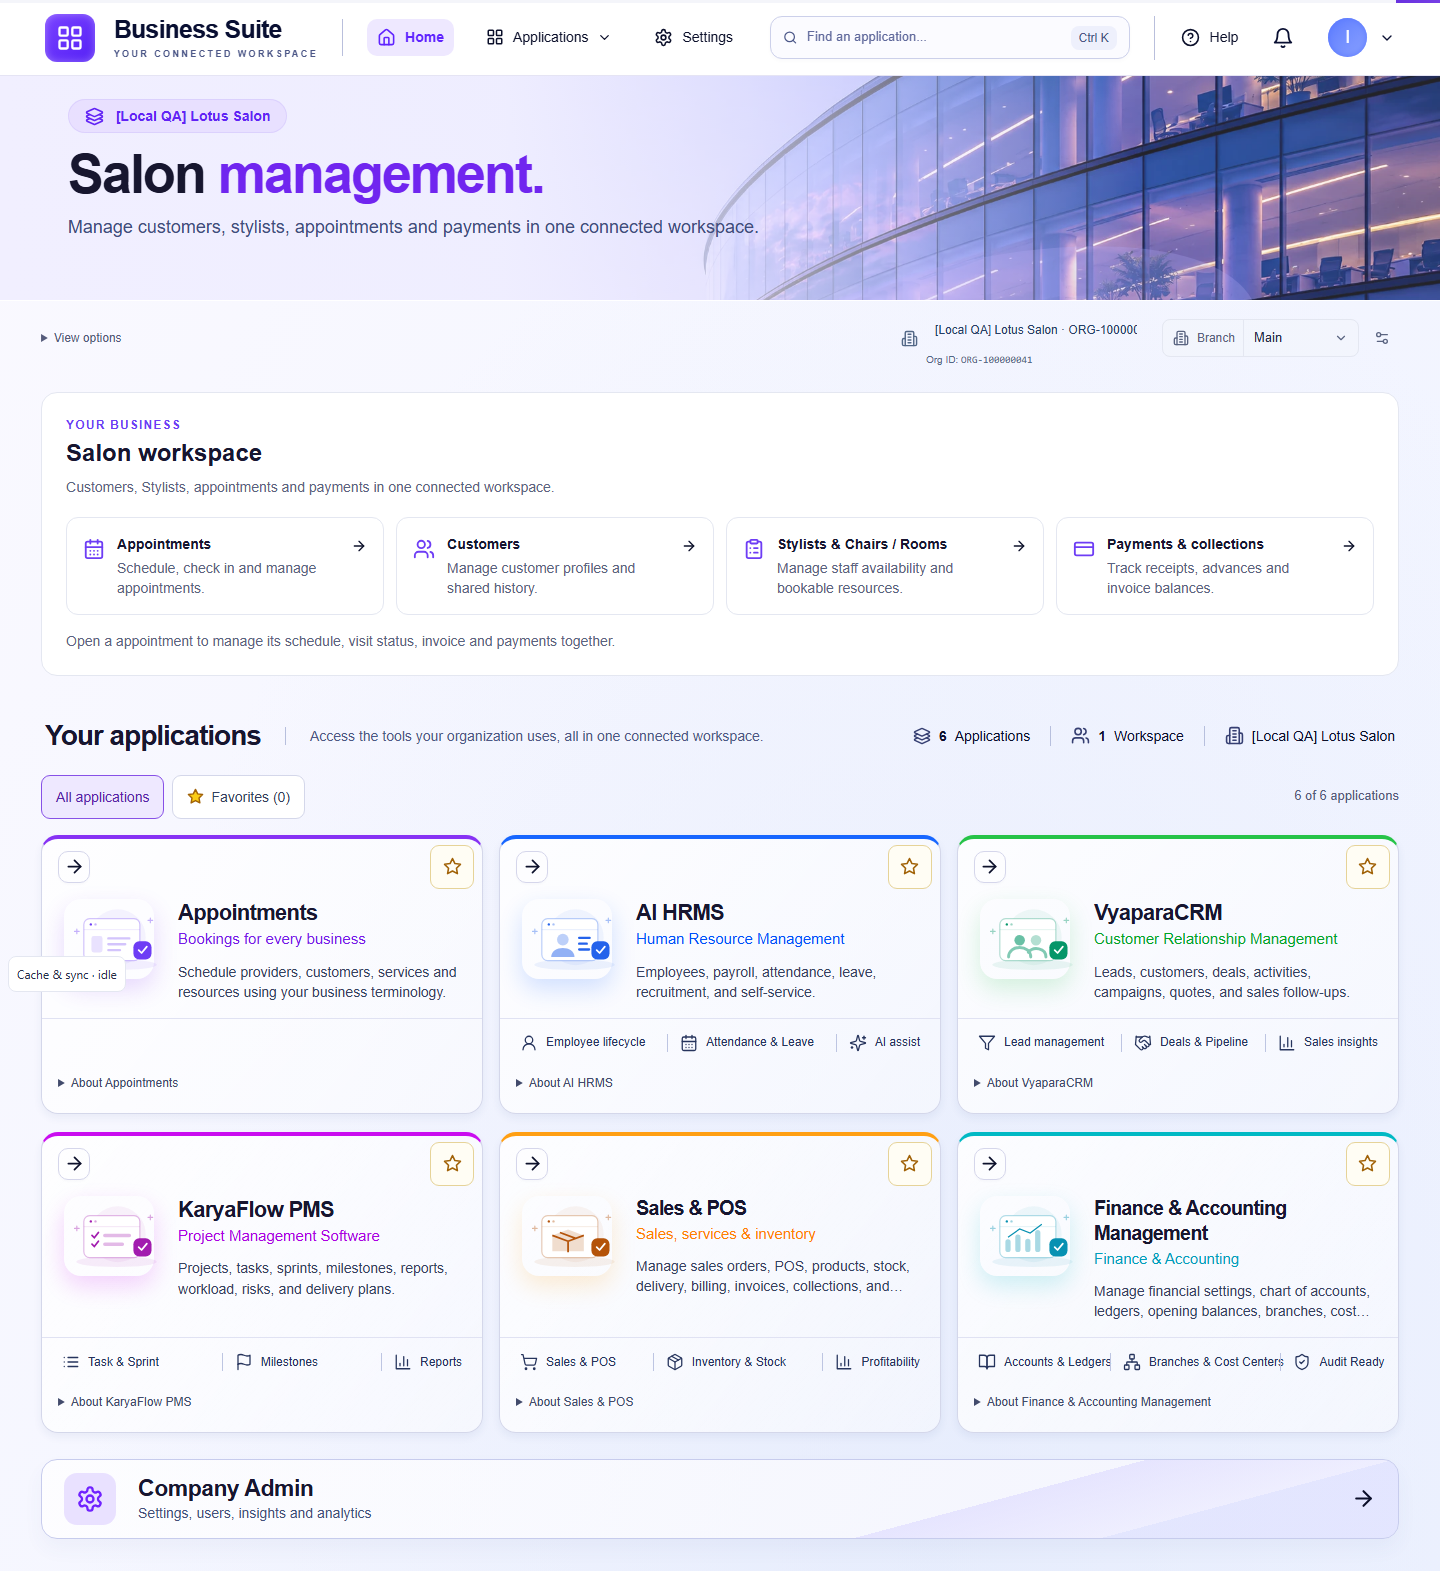 Business Suite
YOUR CONNECTED WORKSPACE
Home
Applications
Settings
Find an application...
Ctrl K
Help
I
[Local QA] Lotus Salon
Salon management.
Manage customers, stylists, appointments and payments in one connected workspace.
View options
[Local QA] Lotus Salon · ORG-10000
Org ID: ORG-100000041
Branch
Main
YOUR BUSINESS
Salon workspace
Customers, Stylists, appointments and payments in one connected workspace.
Appointments
Schedule, check in and manage
appointments.
Customers
Manage customer profiles and
shared history.
Stylists & Chairs / Rooms
Manage staff availability and
bookable resources.
Payments & collections
Track receipts, advances and
invoice balances.
Open a appointment to manage its schedule, visit status, invoice and payments together.
Your applications
Access the tools your organization uses, all in one connected workspace.
6 Applications
1 Workspace
[Local QA] Lotus Salon
All applications
Favorites (0)
6 of 6 applications
Appointments
Bookings for every business
Schedule providers, customers, services and
resources using your business terminology.
Cache & sync · idle
About Appointments
AI HRMS
Human Resource Management
Employees, payroll, attendance, leave,
recruitment, and self-service.
Employee lifecycle
Attendance & Leave
AI assist
About AI HRMS
VyaparaCRM
Customer Relationship Management
Leads, customers, deals, activities,
campaigns, quotes, and sales follow-ups.
Lead management
Deals & Pipeline
Sales insights
About VyaparaCRM
KaryaFlow PMS
Project Management Software
Projects, tasks, sprints, milestones, reports,
workload, risks, and delivery plans.
Task & Sprint
Milestones
Reports
About KaryaFlow PMS
Sales & POS
Sales, services & inventory
Manage sales orders, POS, products, stock,
delivery, billing, invoices, collections, and...
Sales & POS
Inventory & Stock
Profitability
About Sales & POS
Finance & Accounting
Management
Finance & Accounting
Manage financial settings, chart of accounts,
ledgers, opening balances, branches, cost...
Accounts & Ledgers
Branches & Cost Centers
Audit Ready
About Finance & Accounting Management
Company Admin
Settings, users, insights and analytics